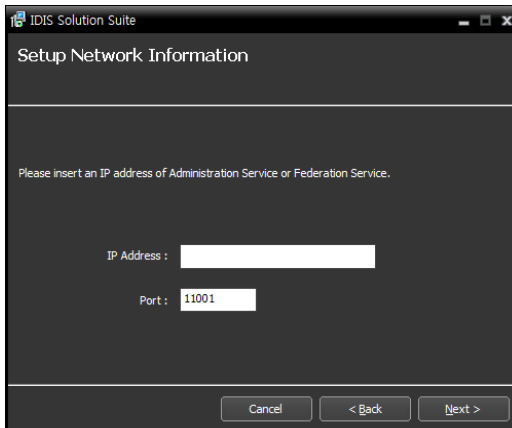 IDIS Solution Suite
Setup Network Information
Please insert an IP address of Administration Service or Federation Service.
IP Address :
Port : 11001
Cancel < Back Next >